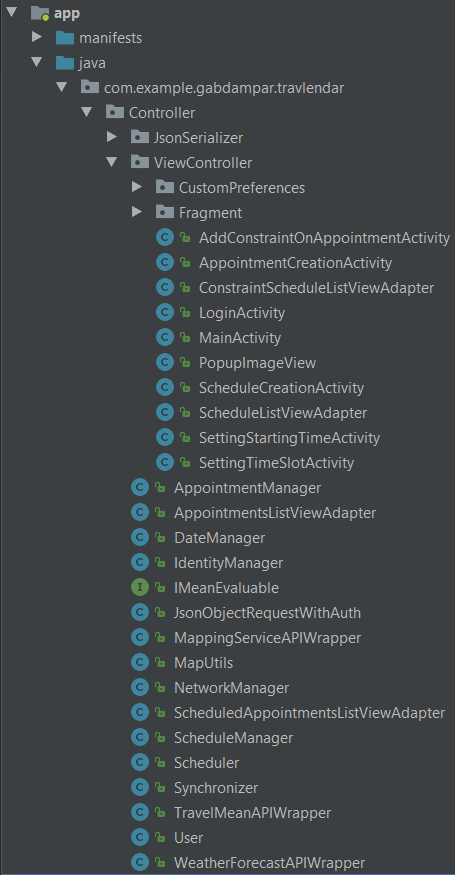 app
manifests
java
com.example.gabdampar.travlendar
Controller
JsonSerializer
ViewController
CustomPreferences
Fragment
C AddConstraintOnAppointmentActivity
C AppointmentCreationActivity
C ConstraintScheduleListViewAdapter
C LoginActivity
C MainActivity
C PopupImageView
C ScheduleCreationActivity
C ScheduleListViewAdapter
C SettingStartingTimeActivity
C SettingTimeSlotActivity
C AppointmentManager
C AppointmentsListViewAdapter
C DateManager
C IdentityManager
I IMeanEvaluable
C JsonObjectRequestWithAuth
C MappingServiceAPIWrapper
C MapUtils
C NetworkManager
C ScheduledAppointmentsListViewAdapter
C ScheduleManager
C Scheduler
C Synchronizer
C TravelMeanAPIWrapper
C User
C WeatherForecastAPIWrapper